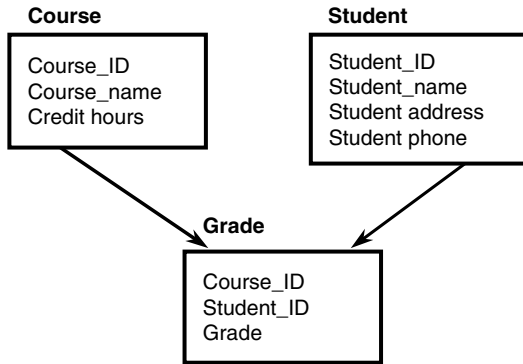 Course
Course_ID
Course_name
Credit hours
Student
Student_ID
Student_name
Student address
Student phone
Grade
Course_ID
Student_ID
Grade